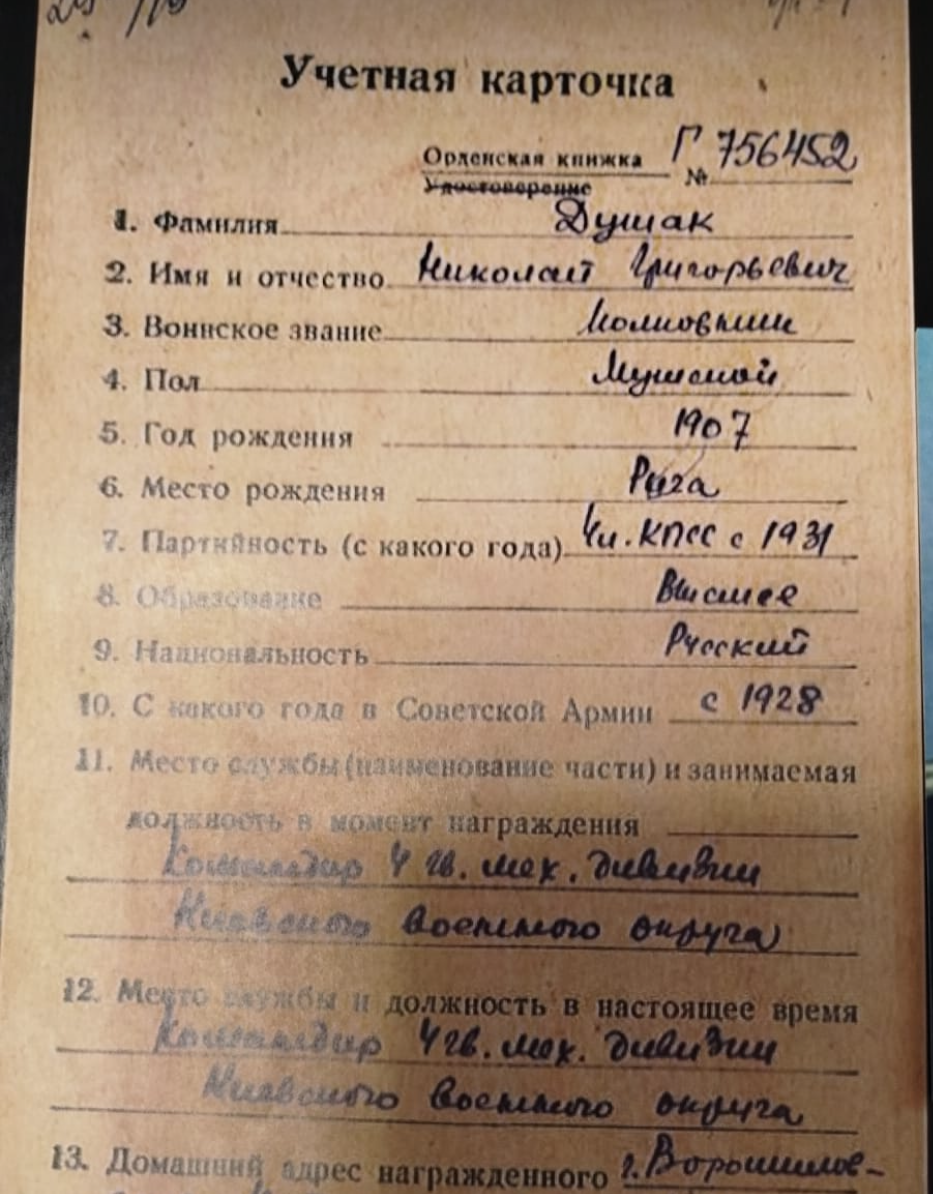 Учетная карточка
Орденская книжка Г 756452
Удостоверение №
1. Фамилия Душак
2. Имя и отчество Николай Григорьевич
3. Воинское звание Полковник
4. Пол Мужской
5. Год рождения 1907
6. Место рождения Рига
7. Партийность (с какого года) Чл. КПСС с 1931
8. Образование Высшее
9. Национальность Русский
10. С какого года в Советской Армии с 1928
11. Место службы (наименование части) и занимаемая
должность в момент награждения
Командир 4 гв. мех. дивизии
Киевского военного округа
12. Место службы и должность в настоящее время
Командир 4 гв. мех. дивизии
Киевского военного округа
13. Домашний адрес награжденного г. Ворошилов-